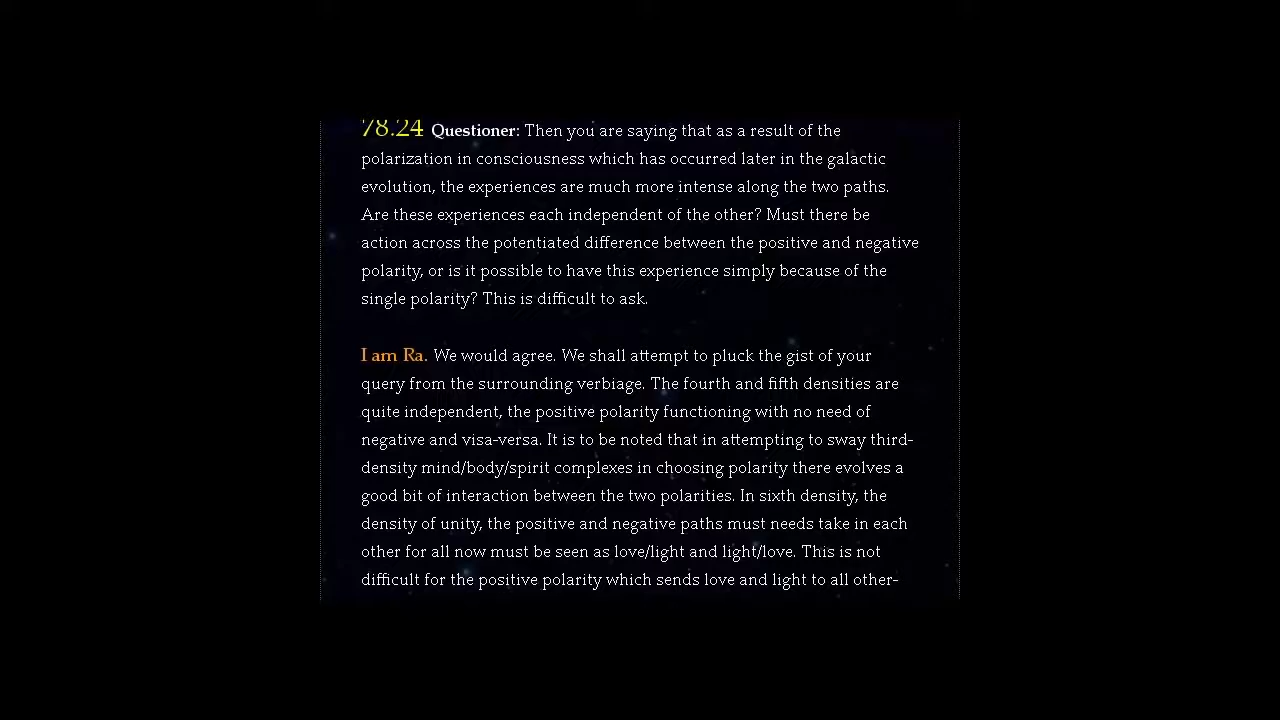 78.24 Questioner: Then you are saying that as a result of the
polarization in consciousness which has occurred later in the galactic
evolution, the experiences are much more intense along the two paths.
Are these experiences each independent of the other? Must there be
action across the potentiated difference between the positive and negative
polarity, or is it possible to have this experience simply because of the
single polarity? This is difficult to ask.
I am Ra. We would agree. We shall attempt to pluck the gist of your
query from the surrounding verbiage. The fourth and fifth densities are
quite independent, the positive polarity functioning with no need of
negative and visa-versa. It is to be noted that in attempting to sway third-
density mind/body/spirit complexes in choosing polarity there evolves a
good bit of interaction between the two polarities. In sixth density, the
density of unity, the positive and negative paths must needs take in each
other for all now must be seen as love/light and light/love. This is not
difficult for the positive polarity which sends love and light to all other-